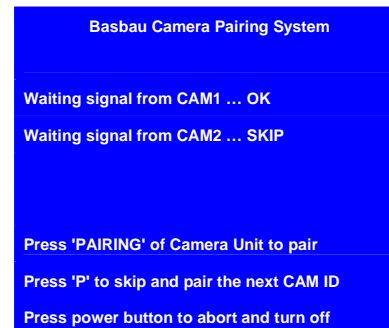 Basbau Camera Pairing System
Waiting signal from CAM1 … OK
Waiting signal from CAM2 … SKIP
Press 'PAIRING' of Camera Unit to pair
Press 'P' to skip and pair the next CAM ID
Press power button to abort and turn off